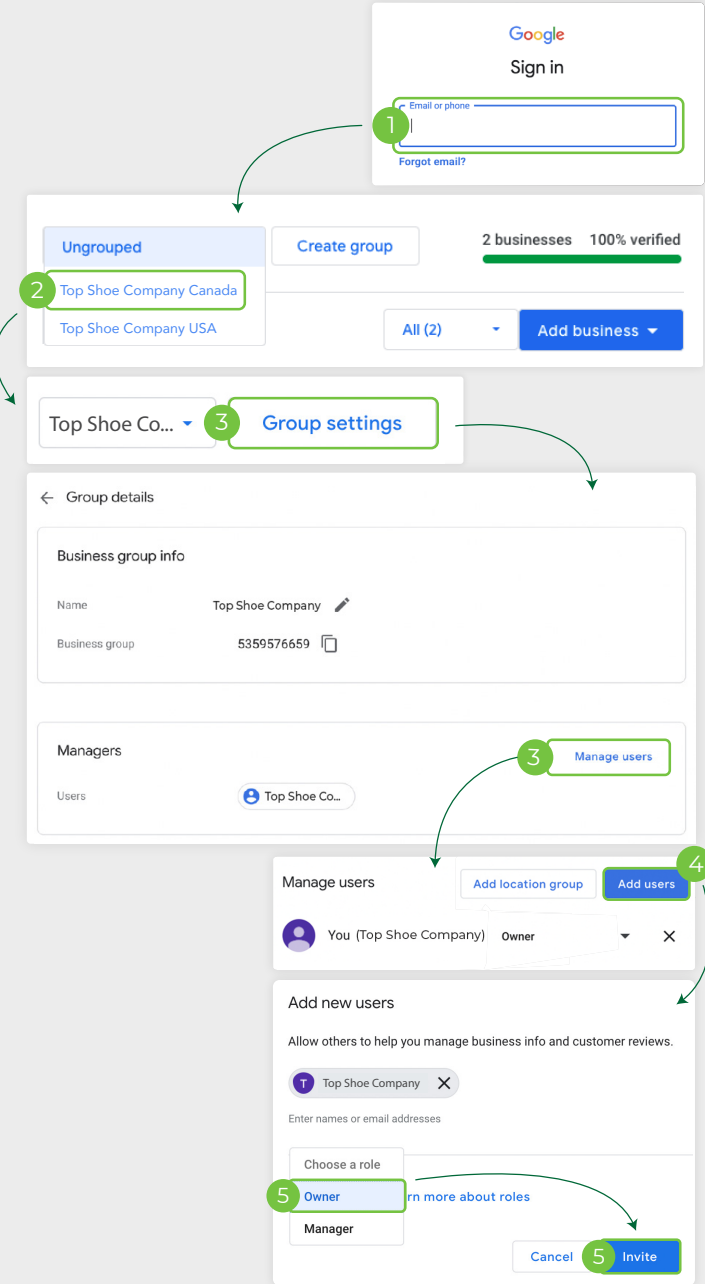 Google
Sign in
Email or phone
1
Forgot email?
Ungrouped
Create group
2 businesses 100% verified
2
Top Shoe Company Canada
Top Shoe Company USA
All (2)
Add business
Top Shoe Co...
3
Group settings
Group details
Business group info
Name
Top Shoe Company
Business group
5359576659
Managers
3
Manage users
Users
Top Shoe Co...
4
Manage users
Add location group
Add users
You (Top Shoe Company)
Owner
Add new users
Allow others to help you manage business info and customer reviews.
T
Top Shoe Company
Enter names or email addresses
Choose a role
5
Owner
rn more about roles
Manager
Cancel
5
Invite